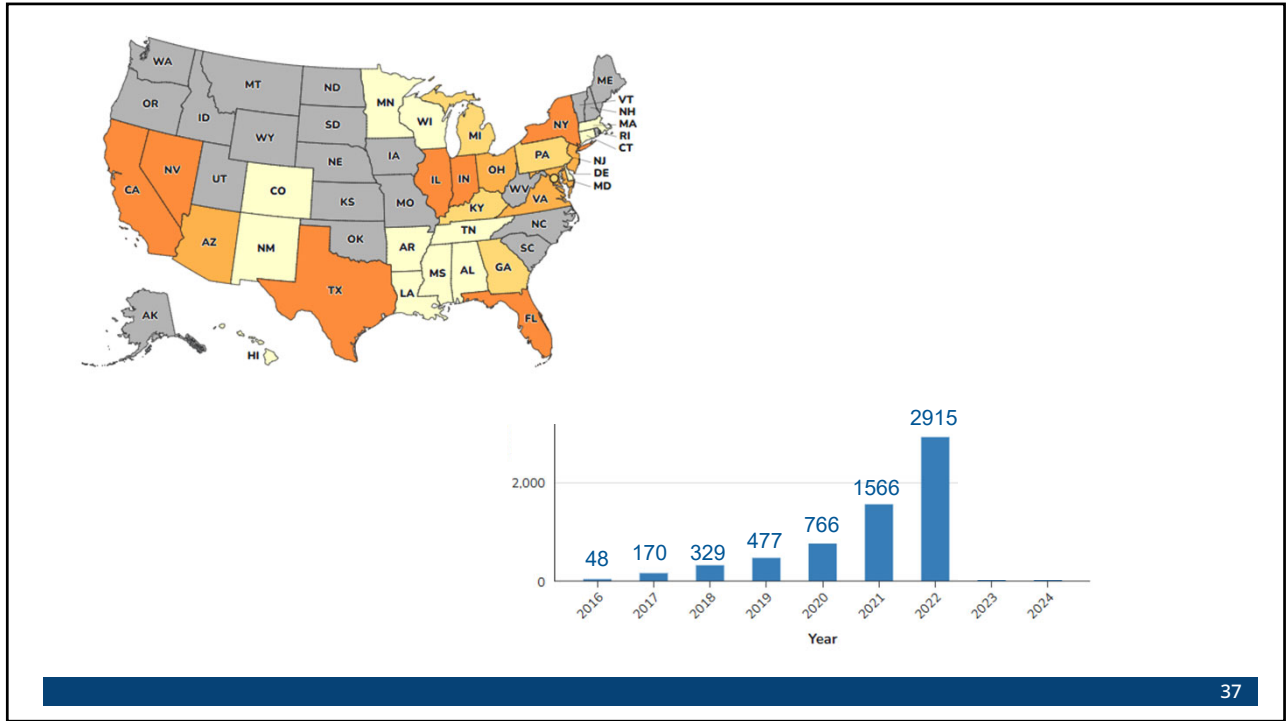 WA
MT
ND
MN
ME
VT
NH
MA
RI
CT
OR
ID
SD
WI
NY
WY
MI
IA
NE
PA
NJ
DE
MD
NV
UT
CO
IL
IN
OH
WV
VA
CA
KS
MO
KY
NC
AZ
NM
OK
AR
TN
SC
MS
AL
GA
TX
LA
FL
AK
HI
2,000
0
48
170
329
477
766
1566
2915
2016
2017
2018
2019
2020
2021
2022
2023
2024
Year
37